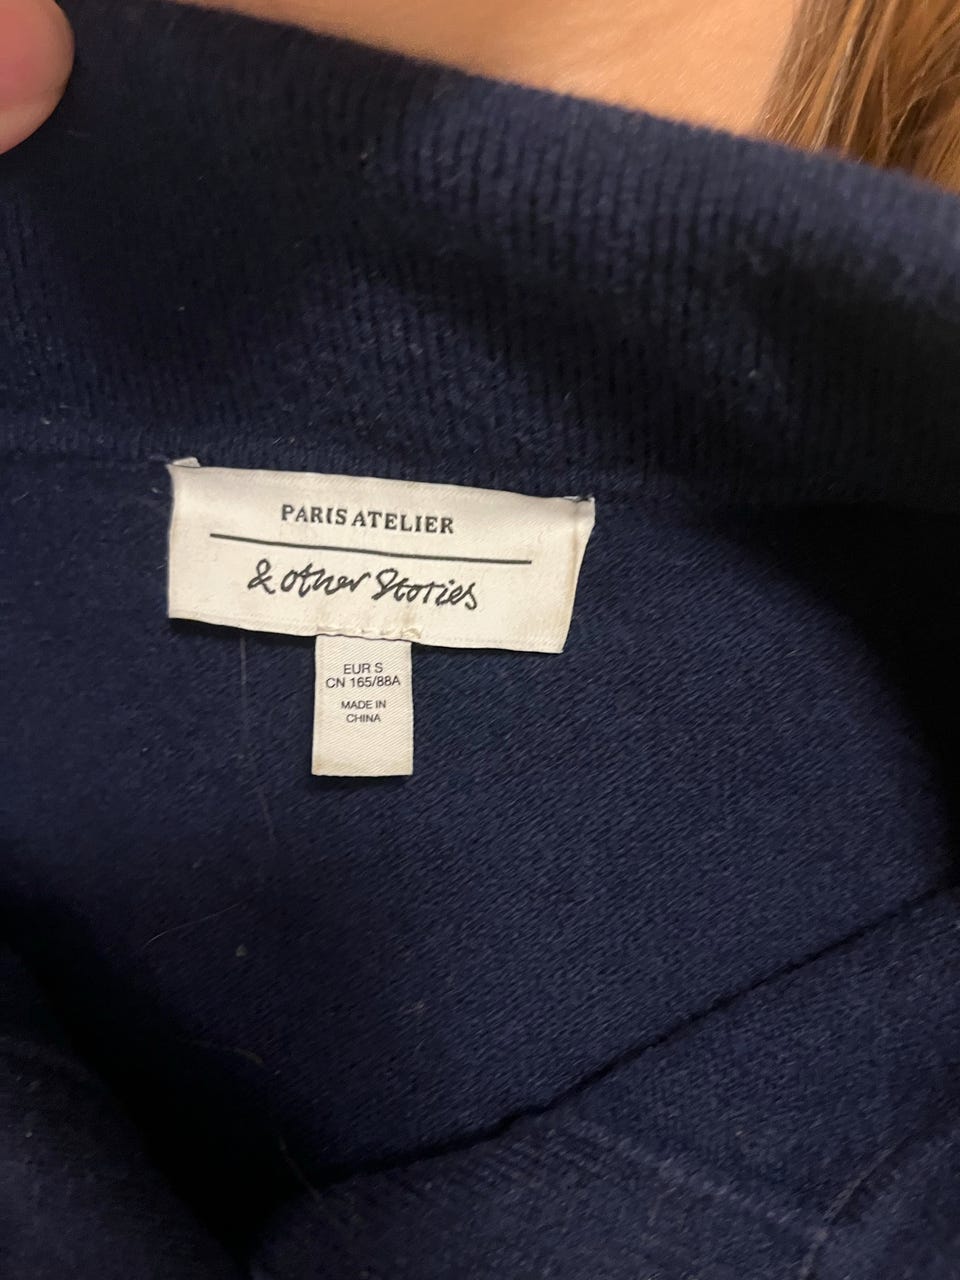 PARIS ATELIER
& other Stories
EUR S
CN 165/88A
MADE IN
CHINA